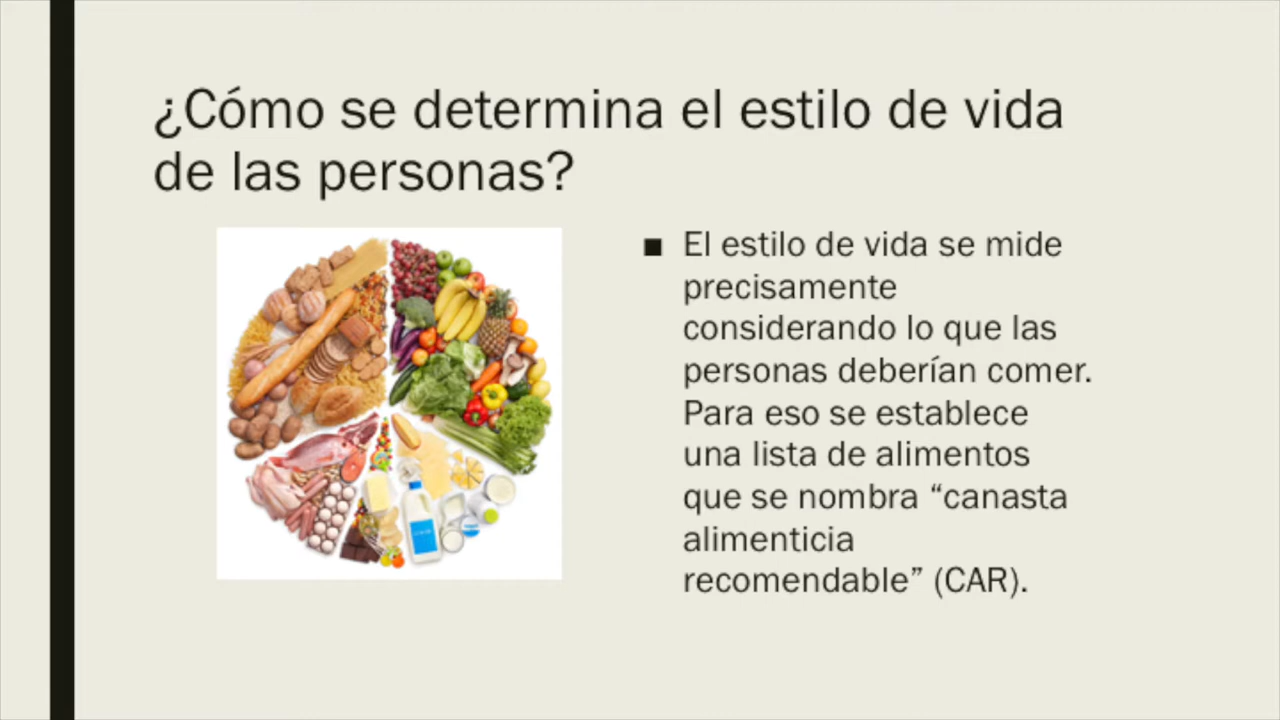 ¿Cómo se determina el estilo de vida
de las personas?
■ El estilo de vida se mide
precisamente
considerando lo que las
personas deberían comer.
Para eso se establece
una lista de alimentos
que se nombra “canasta
alimenticia
recomendable” (CAR).